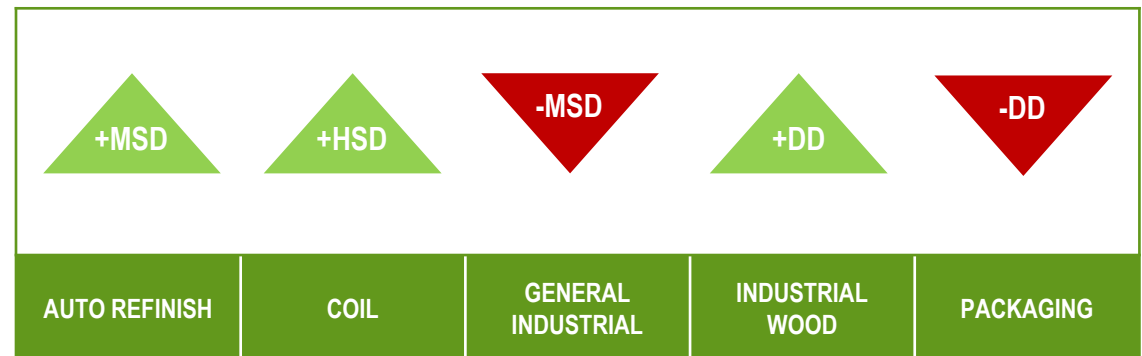 +MSD
+HSD
-MSD
+DD
-DD
AUTO REFINISH
COIL
GENERAL
INDUSTRIAL
INDUSTRIAL
WOOD
PACKAGING